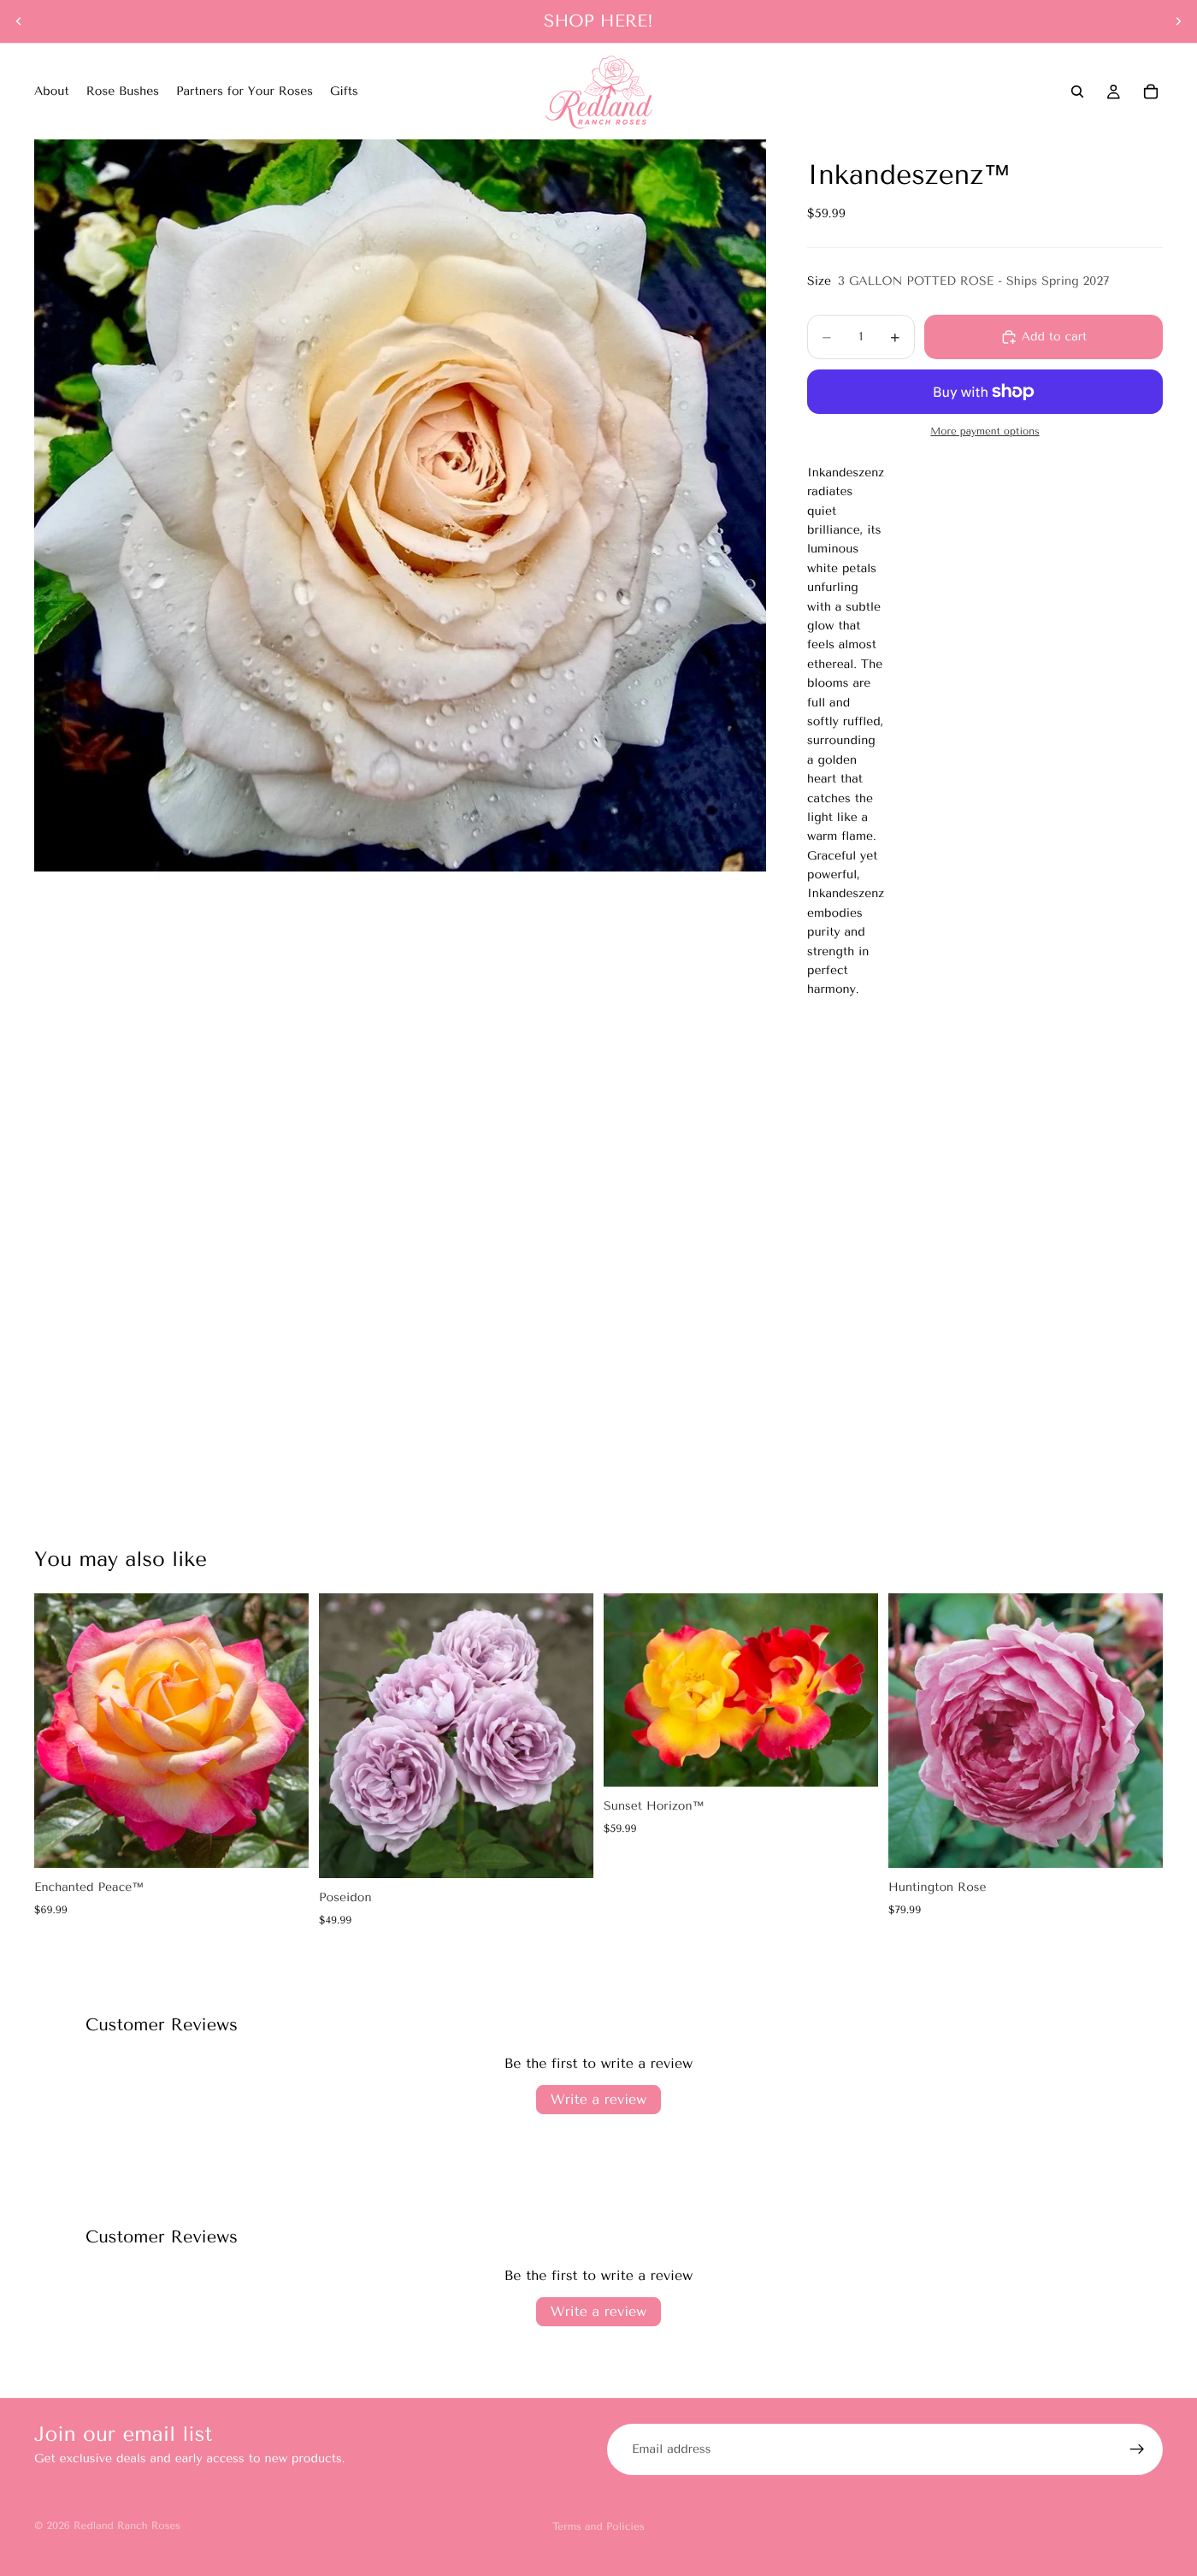 SHOP HERE!
About
Rose Bushes
Partners for Your Roses
Gifts
Redland
RANCH ROSES
Inkandeszenz™
$59.99
Size 3 GALLON POTTED ROSE - Ships Spring 2027
1
Add to cart
Buy with shop
More payment options
Inkandeszenz
radiates
quiet
brilliance, its
luminous
white petals
unfurling
with a subtle
glow that
feels almost
ethereal. The
blooms are
full and
softly ruffled,
surrounding
a golden
heart that
catches the
light like a
warm flame.
Graceful yet
powerful,
Inkandeszenz
embodies
purity and
strength in
perfect
harmony.
You may also like
Enchanted Peace™
$69.99
Poseidon
$49.99
Sunset Horizon™
$59.99
Huntington Rose
$79.99
Customer Reviews
Be the first to write a review
Write a review
Customer Reviews
Be the first to write a review
Write a review
Join our email list
Get exclusive deals and early access to new products.
Email address
© 2026 Redland Ranch Roses
Terms and Policies